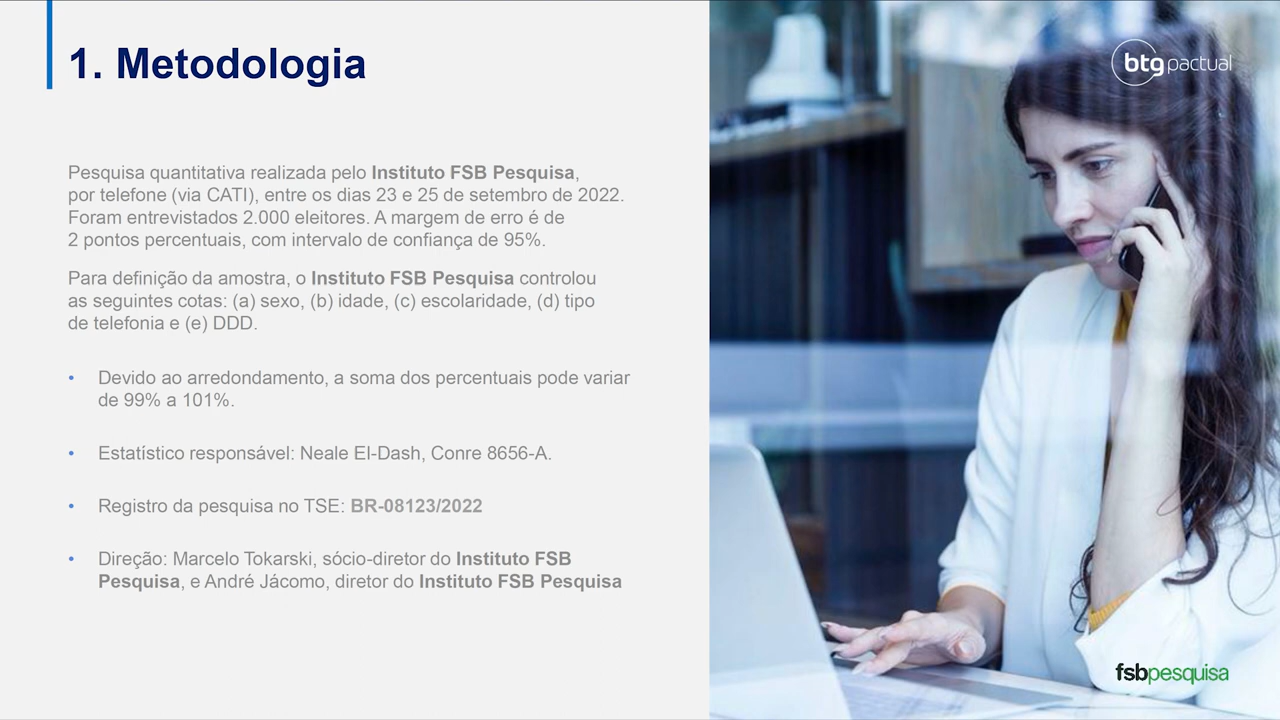 1. Metodologia
btgpactual
Pesquisa quantitativa realizada pelo Instituto FSB Pesquisa,
por telefone (via CATI), entre os dias 23 e 25 de setembro de 2022.
Foram entrevistados 2.000 eleitores. A margem de erro é de
2 pontos percentuais, com intervalo de confiança de 95%.
Para definição da amostra, o Instituto FSB Pesquisa controlou
as seguintes cotas: (a) sexo, (b) idade, (c) escolaridade, (d) tipo
de telefonia e (e) DDD.
• Devido ao arredondamento, a soma dos percentuais pode variar
de 99% a 101%.
• Estatístico responsável: Neale El-Dash, Conre 8656-A.
• Registro da pesquisa no TSE: BR-08123/2022
• Direção: Marcelo Tokarski, sócio-diretor do Instituto FSB
Pesquisa, e André Jácomo, diretor do Instituto FSB Pesquisa
fsbpesquisa